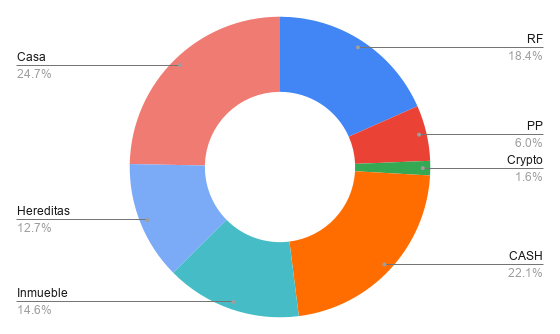 RF
18.4%
PP
6.0%
Crypto
1.6%
CASH
22.1%
Inmueble
14.6%
Hereditas
12.7%
Casa
24.7%